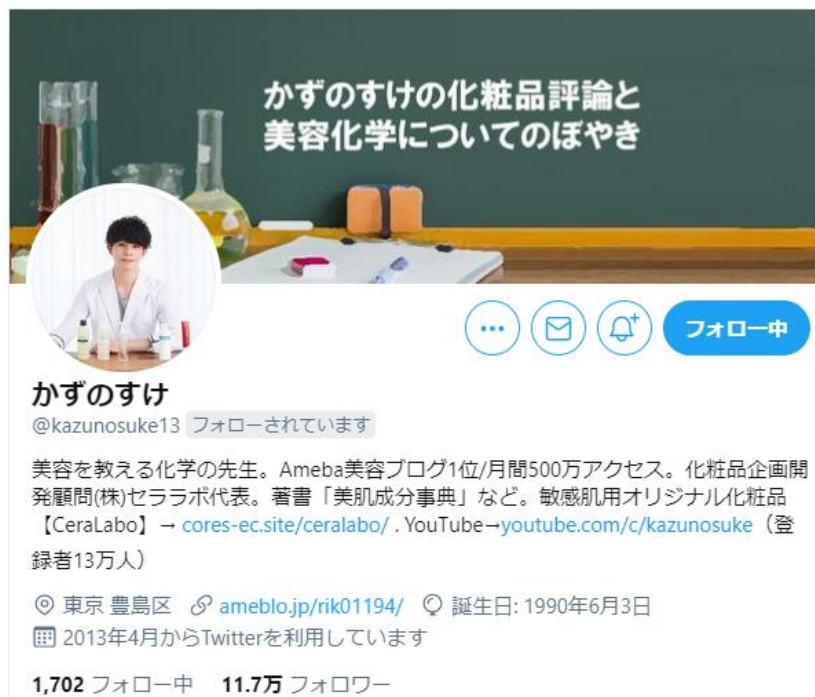 かずのすけの化粧品評論と
美容化学についてのぼやき
フォロー中
かずのすけ
@kazunosuke13 フォローされています
美容を教える化学の先生。Ameba美容ブログ1位/月間500万アクセス。化粧品企画開
発顧問(株)セララボ代表。著書「美肌成分事典」など。敏感肌用オリジナル化粧品
【CeraLabo】→ cores-ec.site/ceralabo/ . YouTube→youtube.com/c/kazunosuke（登
録者13万人）
東京 豊島区 ameblo.jp/rik01194/ 誕生日: 1990年6月3日
2013年4月からTwitterを利用しています
1,702 フォロー中 11.7万 フォロワー